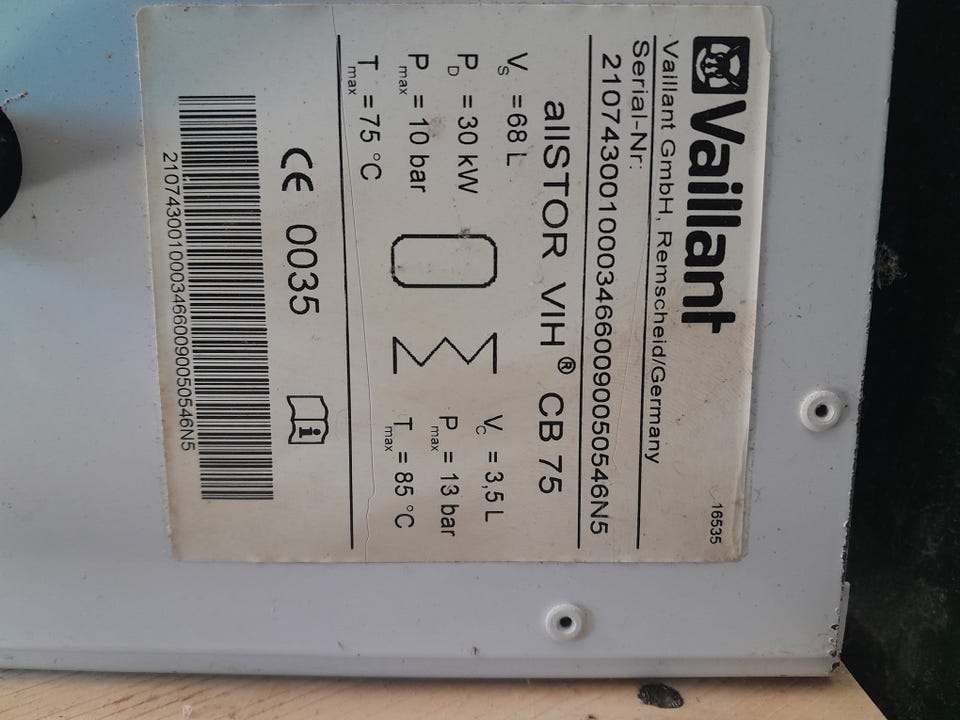 Vaillant
16535
Vaillant GmbH, Remscheid/Germany
Serial-Nr:
21074300100034660090050546N5
allSTOR VIH® CB 75
Vs = 68 L
PD = 30 kW
Pmax = 10 bar
Tmax = 75 °C
Vc = 3,5 L
Pmax = 13 bar
Tmax = 85 °C
CE 0035
21074300100034660090050546N5